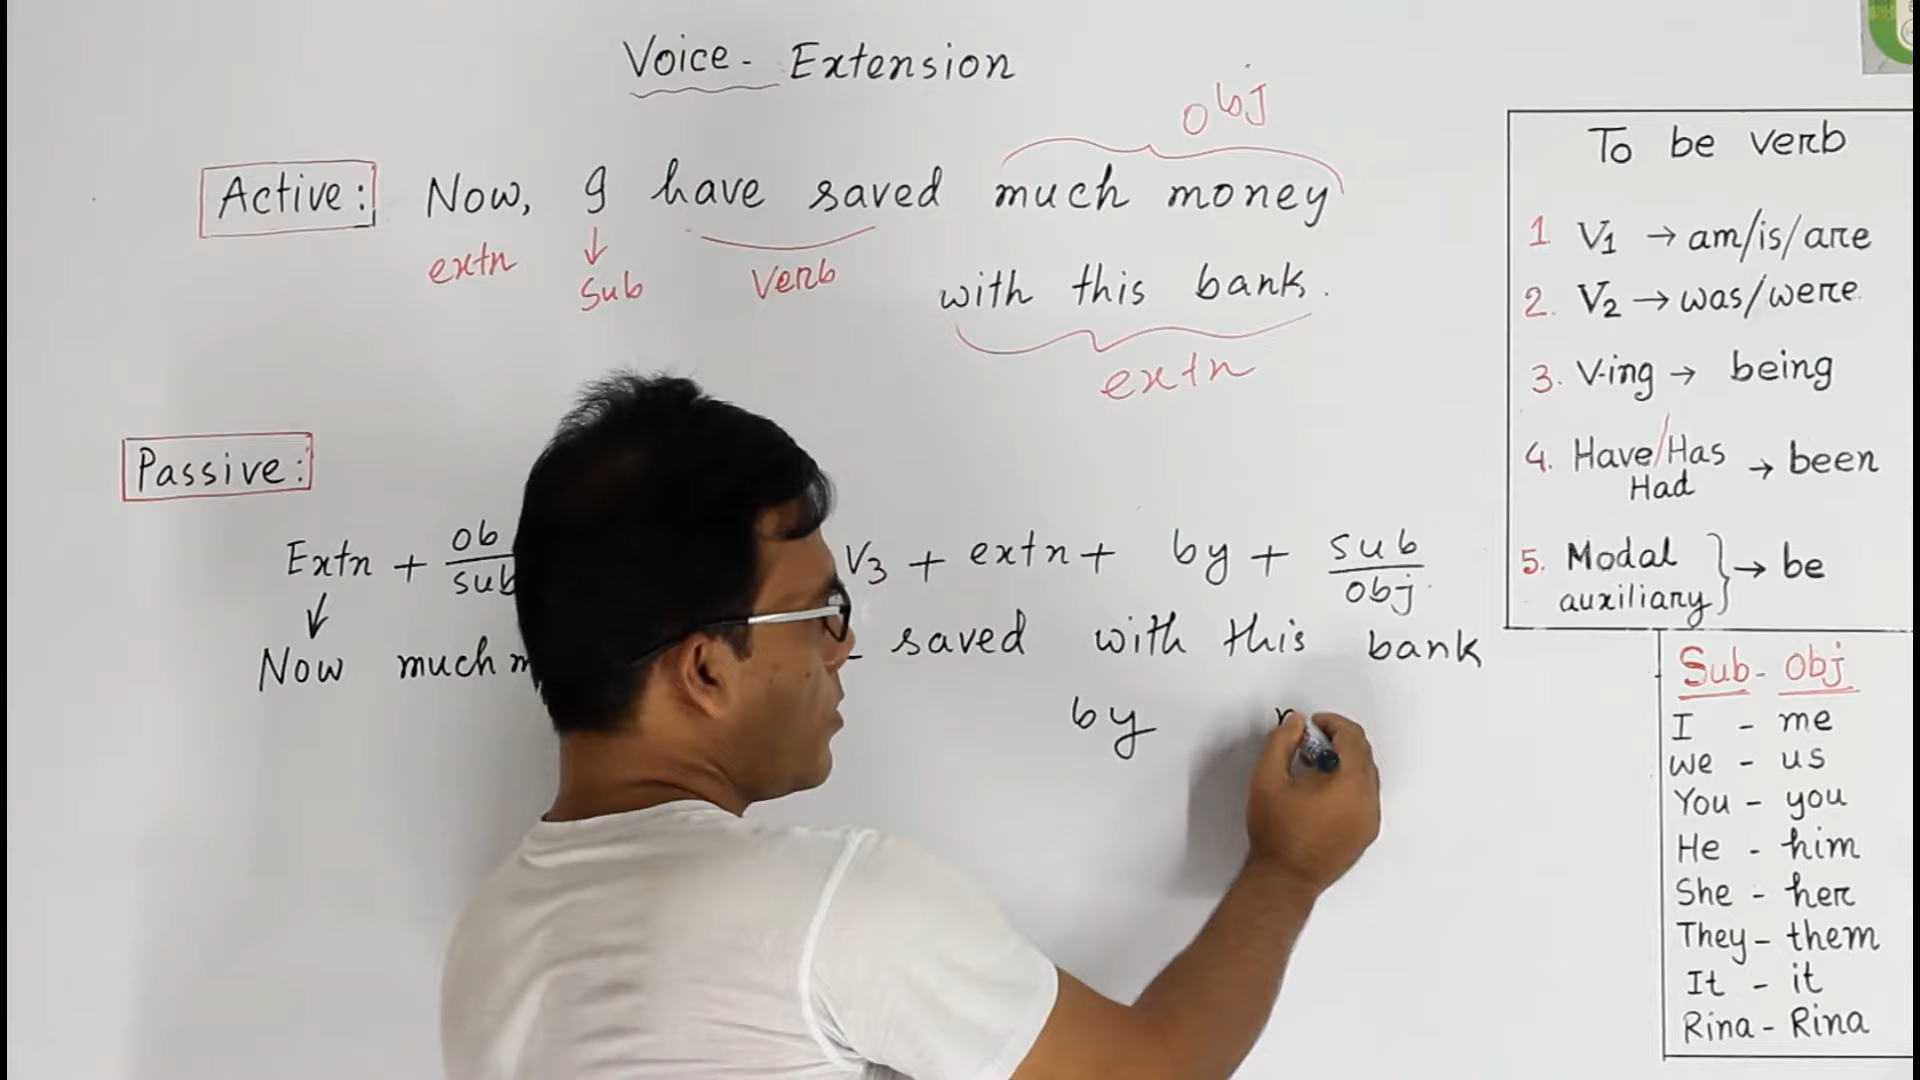 Voice - Extension
obj
Active: Now, I have saved much money
extn Sub Verb
with this bank.
extn
Passive:
Extn + ob/sub V3 + extn + by + sub/obj
Now much saved with this bank
by
To be verb
1. V1 → am/is/are
2. V2 → was/were
3. V-ing → being
4. Have/Has Had → been
5. Modal auxiliary } → be
Sub - Obj
I - me
we - us
You - you
He - him
She - her
They - them
It - it
Rina - Rina